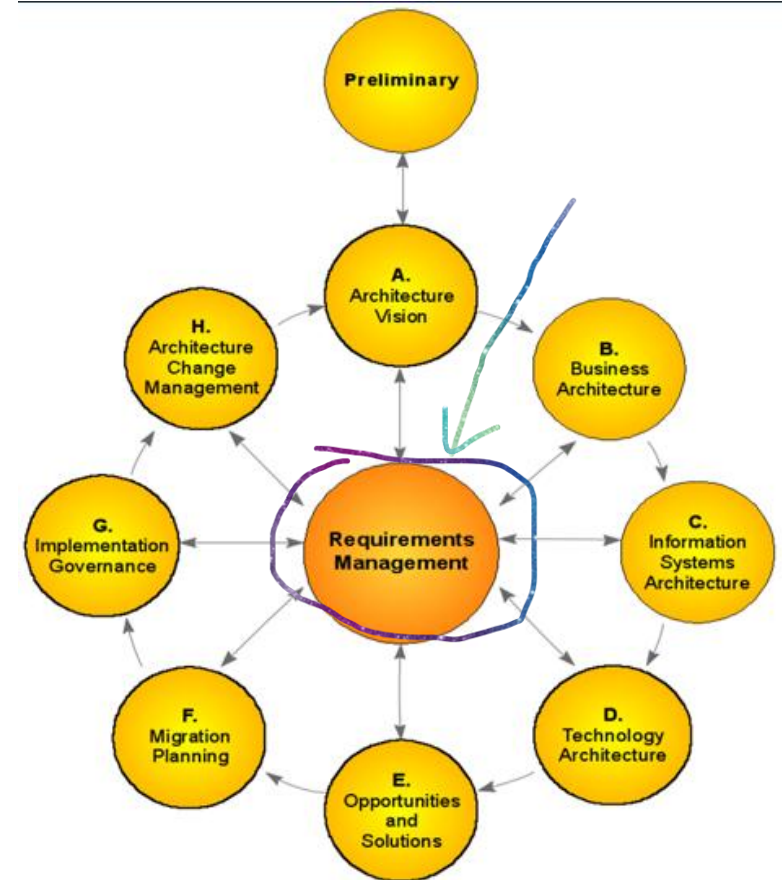 Preliminary
A.
Architecture
Vision
B.
Business
Architecture
C.
Information
Systems
Architecture
D.
Technology
Architecture
E.
Opportunities
and
Solutions
F.
Migration
Planning
G.
Implementation
Governance
H.
Architecture
Change
Management
Requirements
Management